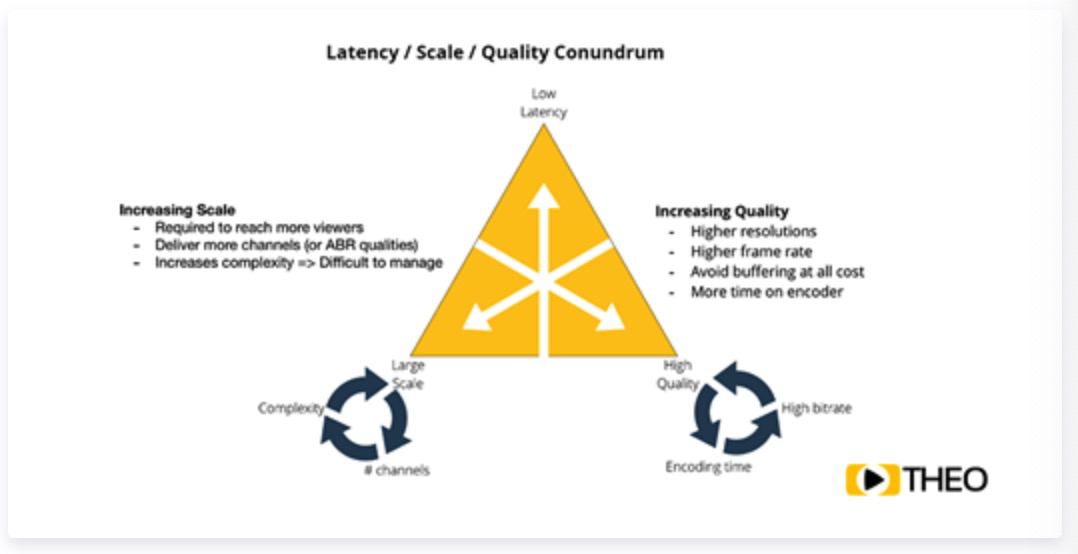 Latency / Scale / Quality Conundrum
Low
Latency
Increasing Scale
- Required to reach more viewers
- Deliver more channels (or ABR qualities)
- Increases complexity => Difficult to manage
Increasing Quality
- Higher resolutions
- Higher frame rate
- Avoid buffering at all cost
- More time on encoder
Large
Scale
Complexity
# channels
High
Quality
High bitrate
Encoding time
THEO